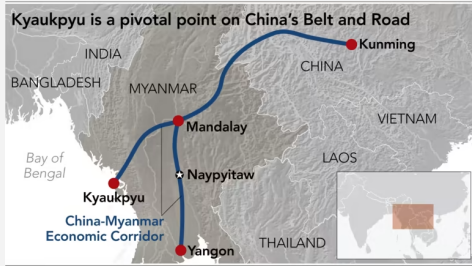 Kyaukpyu is a pivotal point on China's Belt and Road
Kunming
INDIA
CHINA
BANGLADESH
MYANMAR
VIETNAM
Mandalay
Bay of
Bengal
LAOS
Naypyitaw
Kyaukpyu
China-Myanmar
Economic Corridor
Yangon
THAILAND